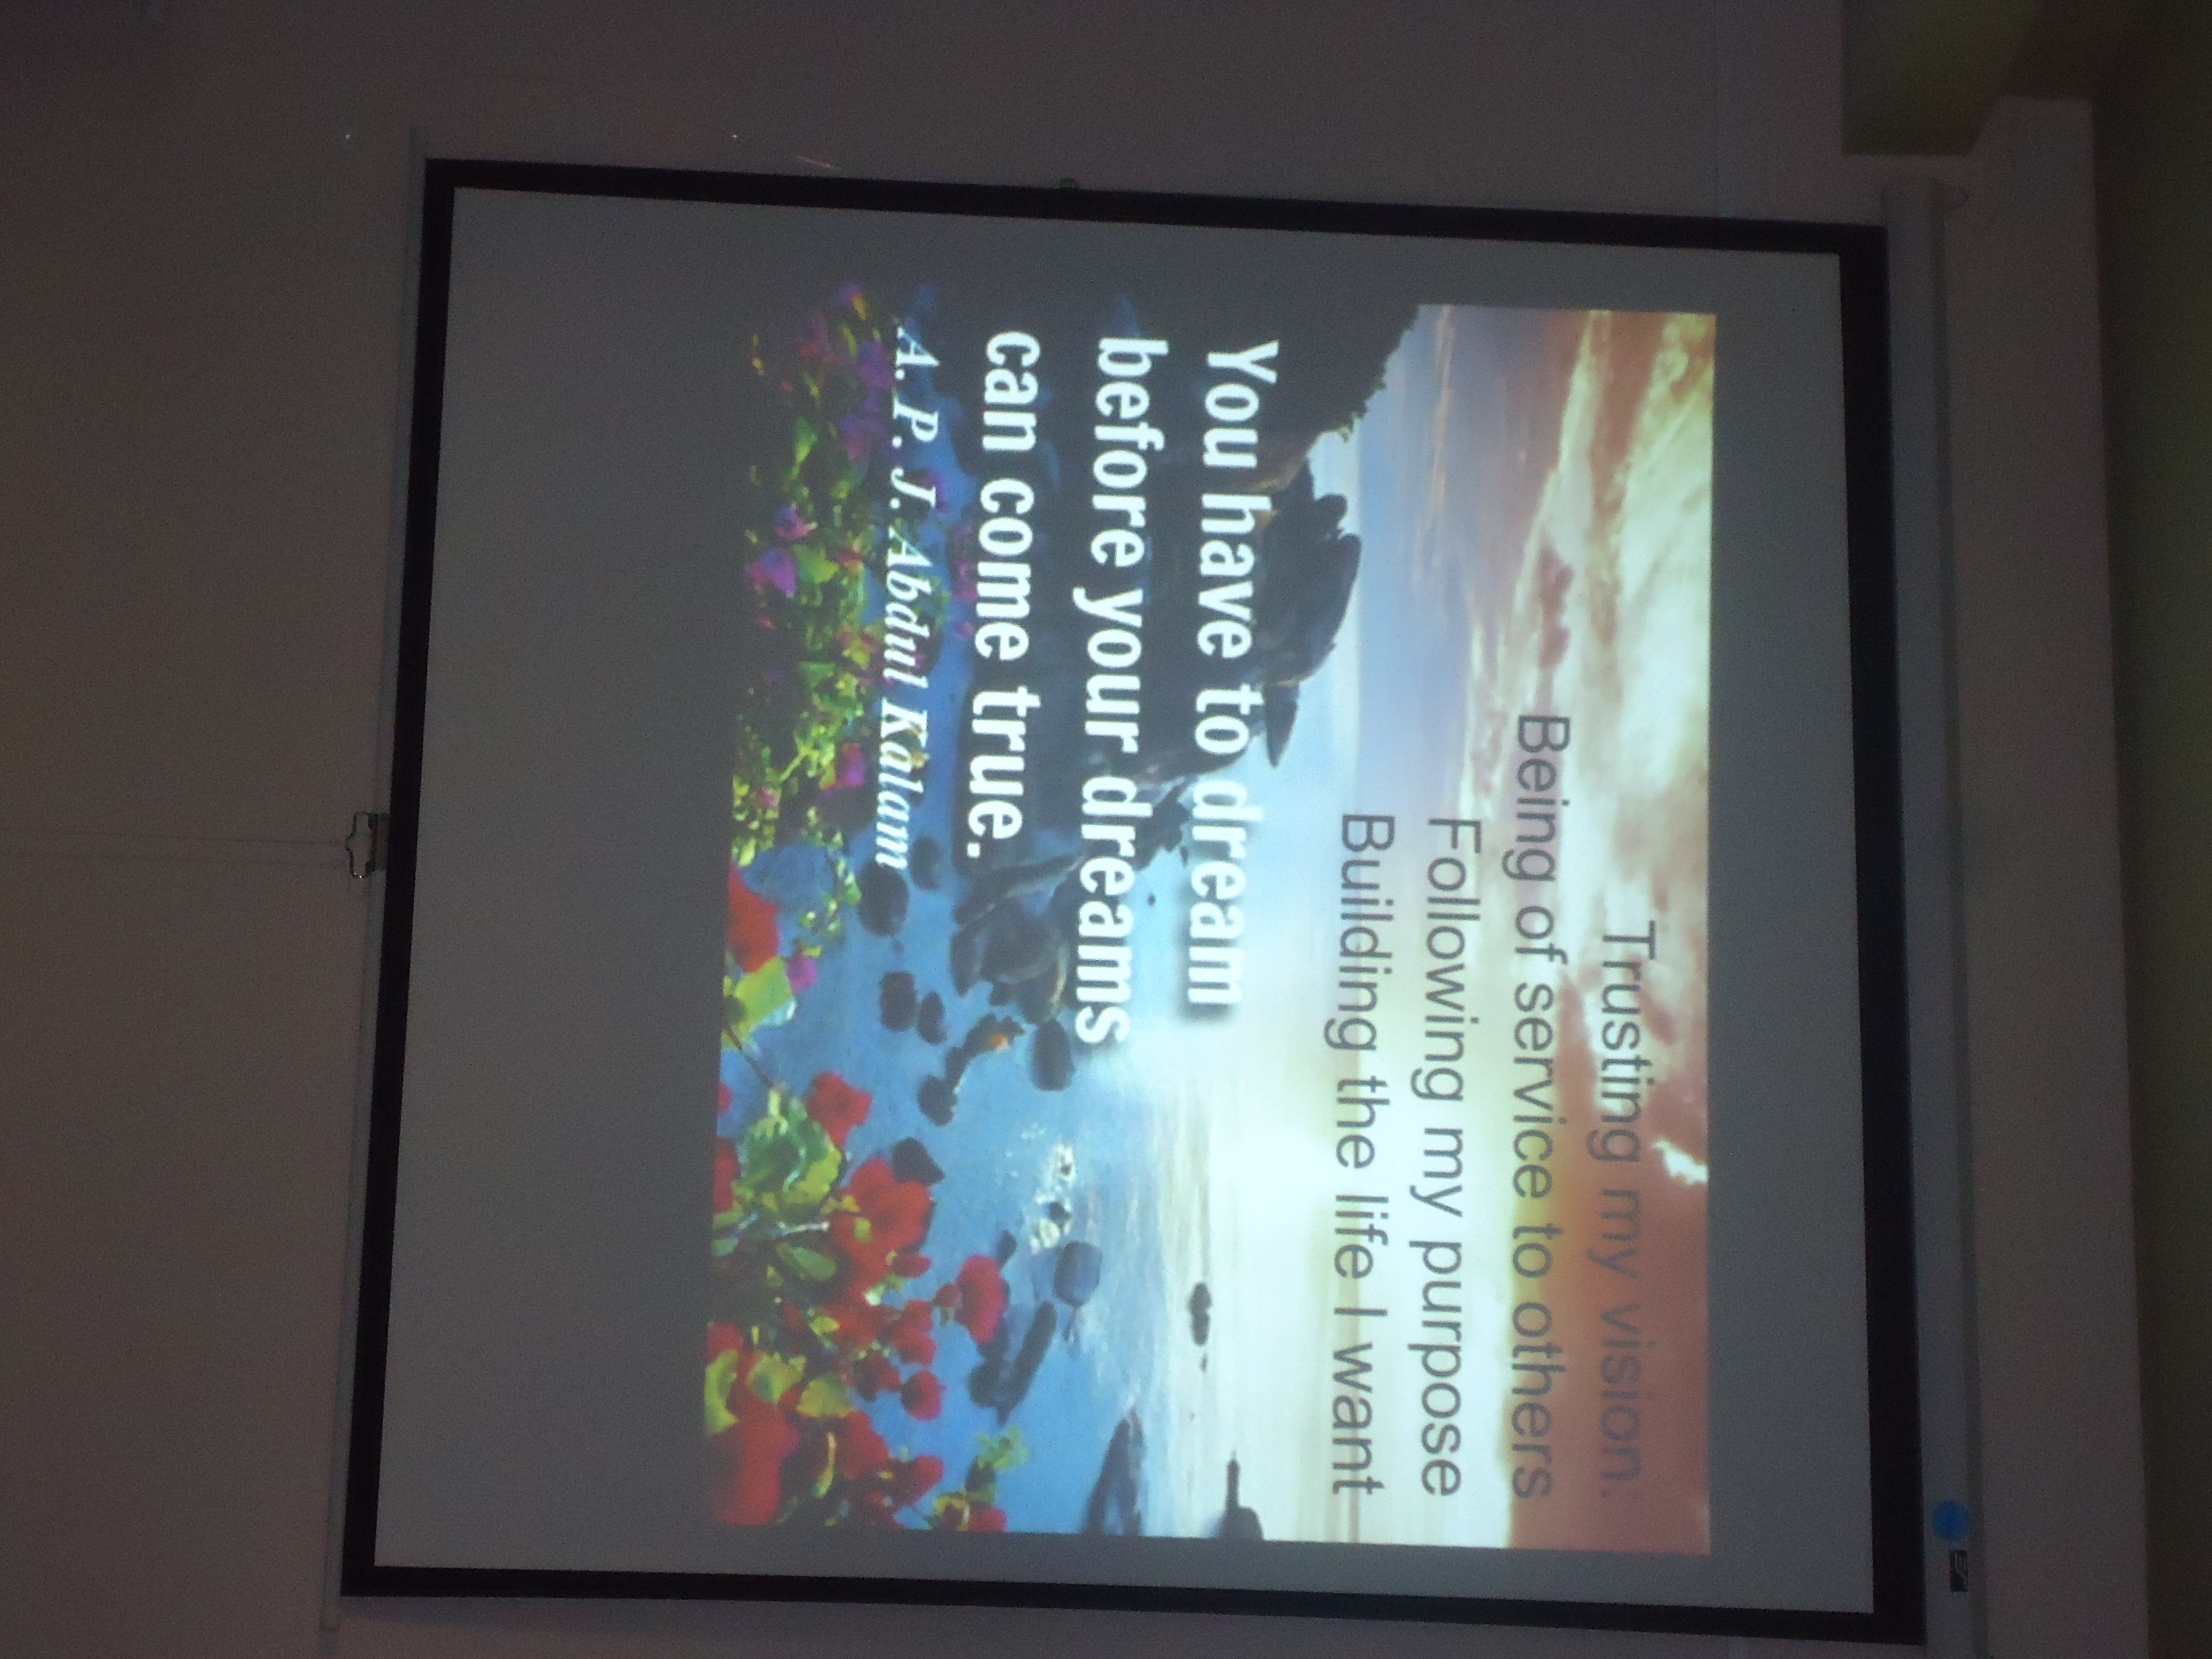 Trusting my vision.
Being of service to others
Following my purpose
Building the life I want
You have to dream
before your dreams
can come true.
A. P. J. Abdul Kalam